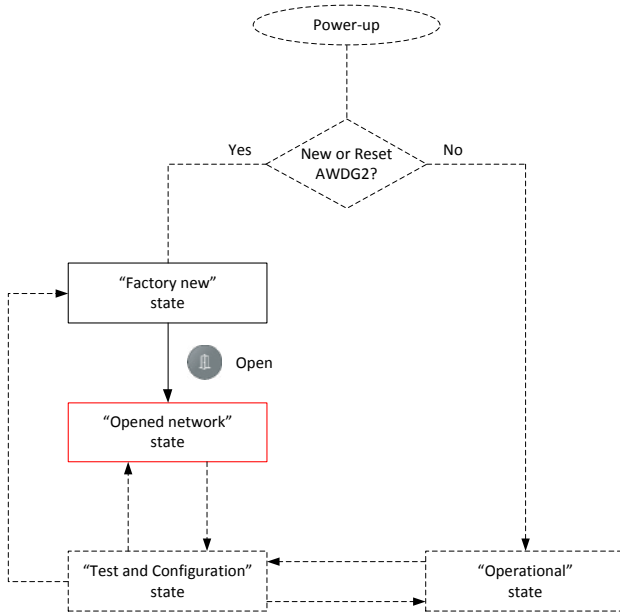 Power-up
Yes
New or Reset
AWDG2?
No
“Factory new”
state
Open
“Opened network”
state
“Test and Configuration”
state
“Operational”
state